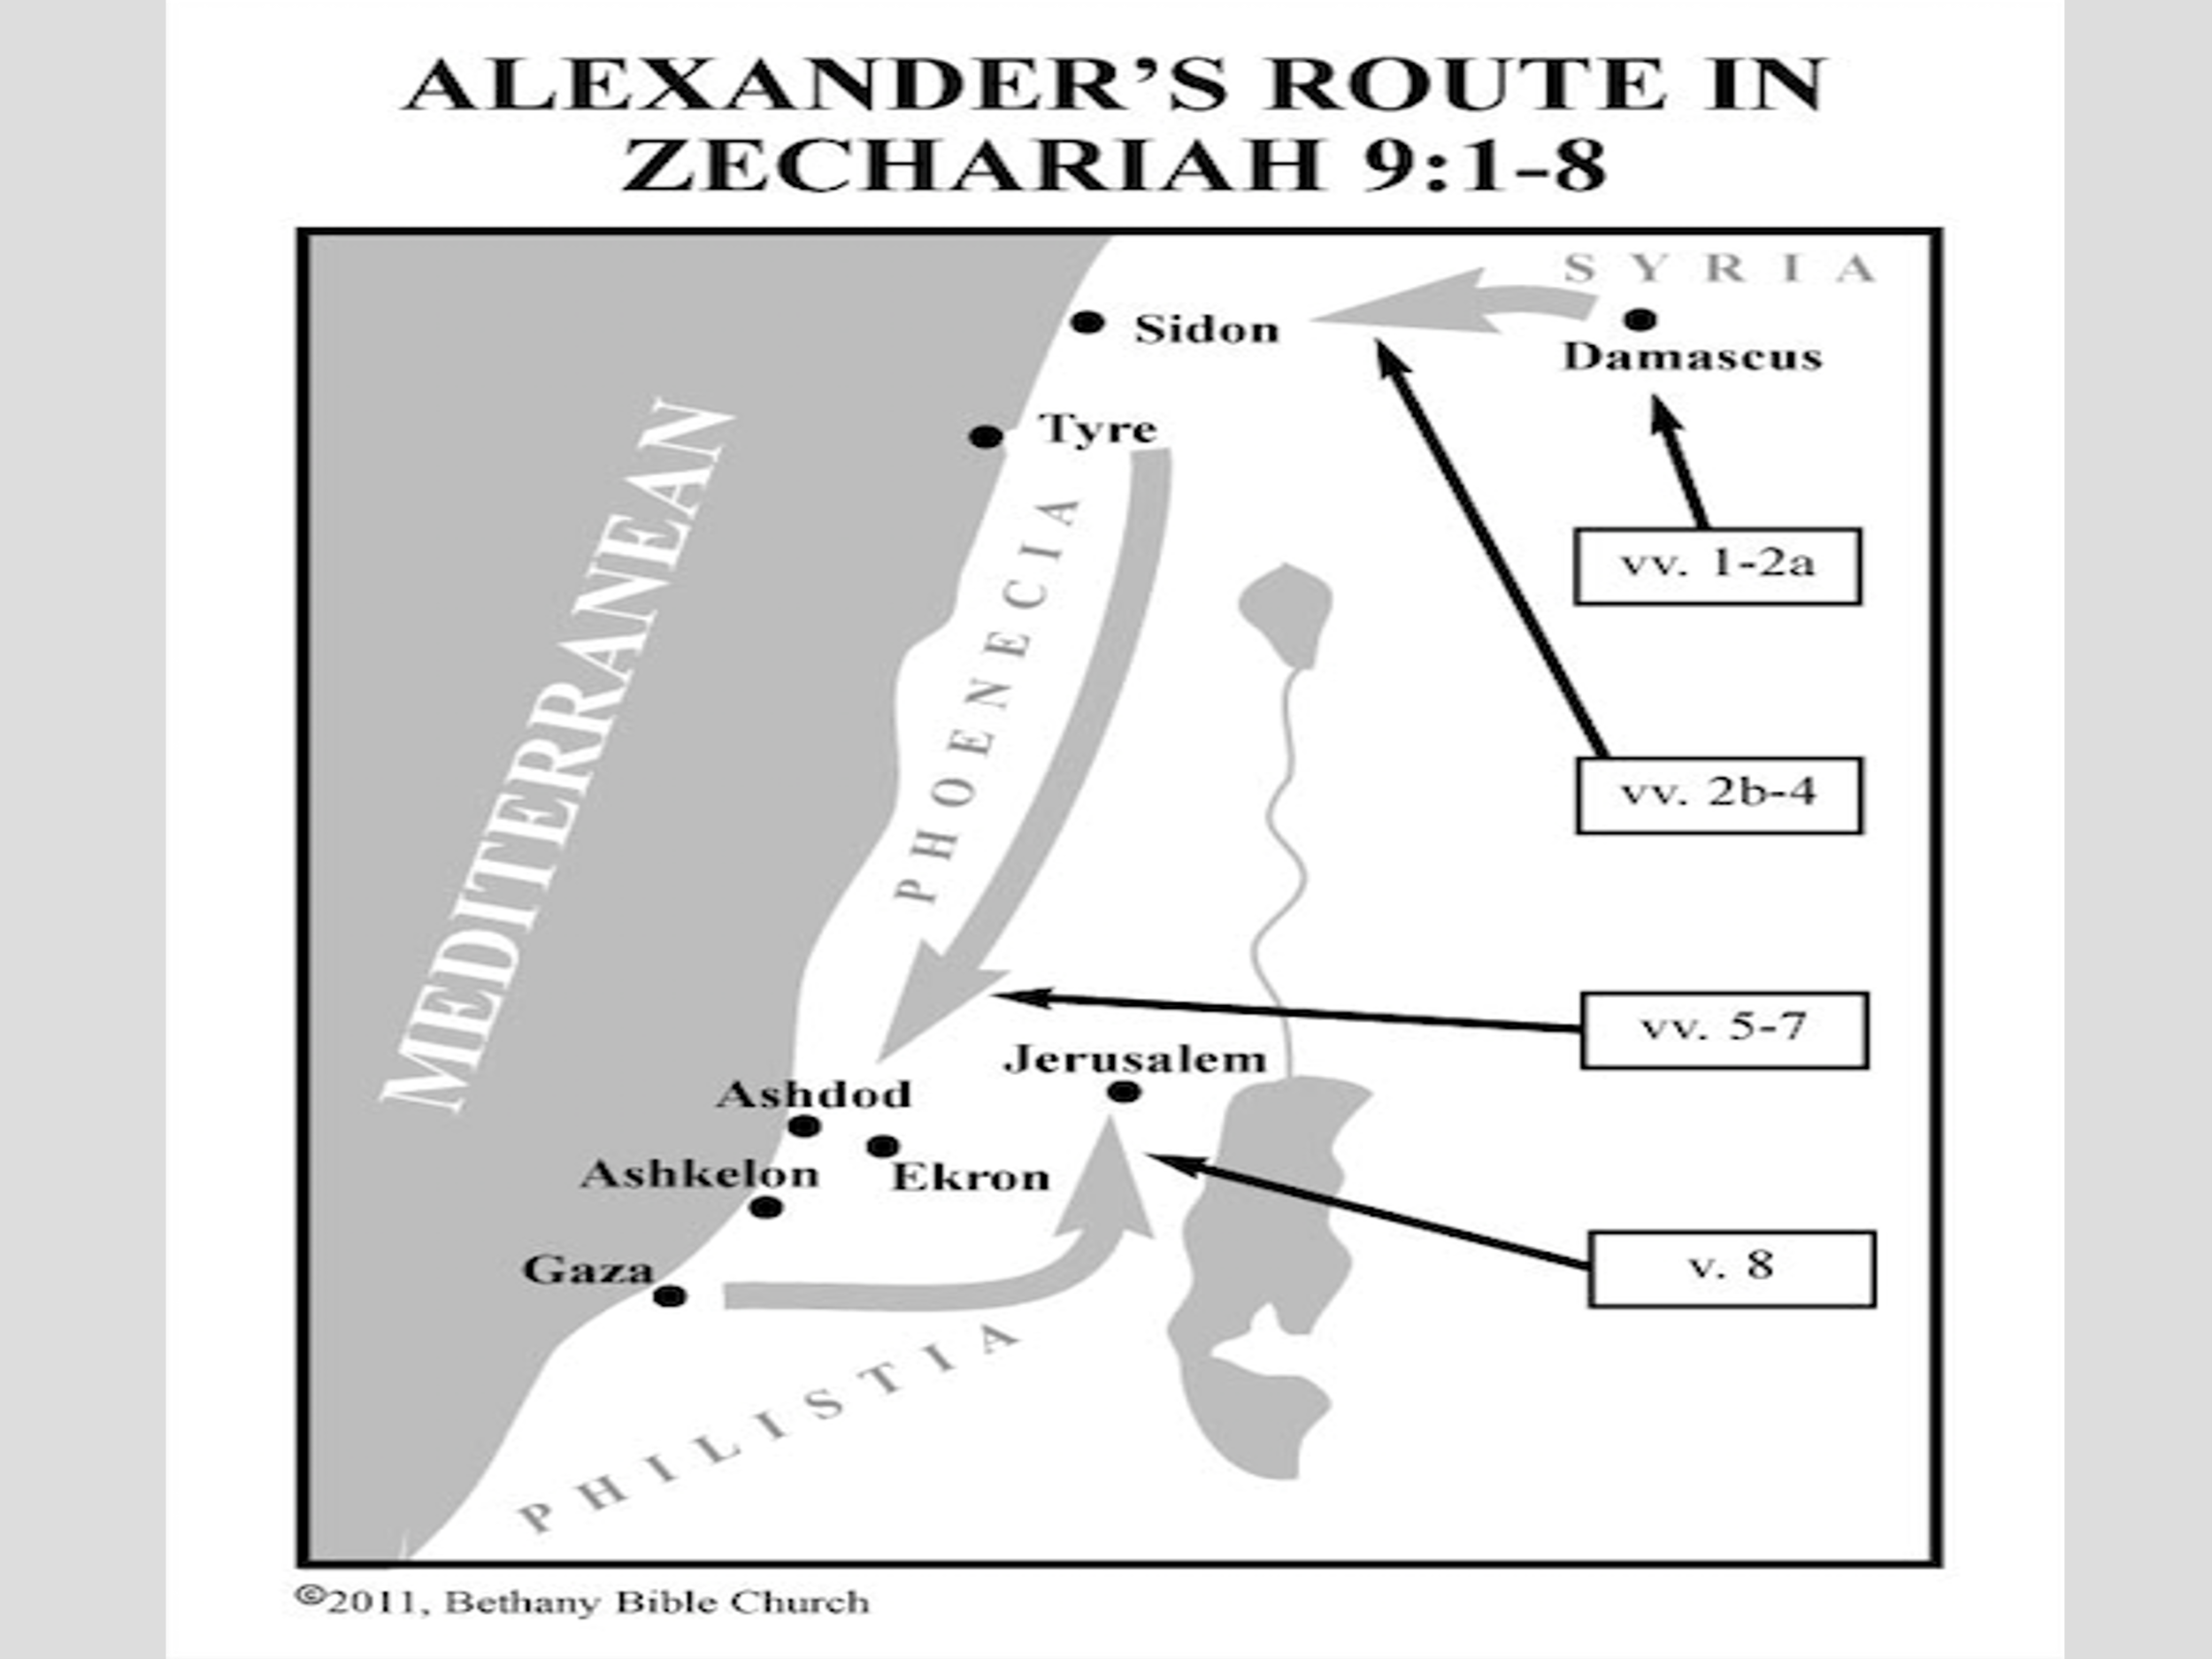 ALEXANDER'S ROUTE IN
ZECHARIAH 9:1-8
SYRIA
Sidon
Damascus
Tyre
MEDITERRANEAN
PHOENECIA
vv. 1-2a
vv. 2b-4
vv. 5-7
Jerusalem
Ashdod
Ashkelon
Ekron
Gaza
v. 8
PHILISTIA
©2011, Bethany Bible Church